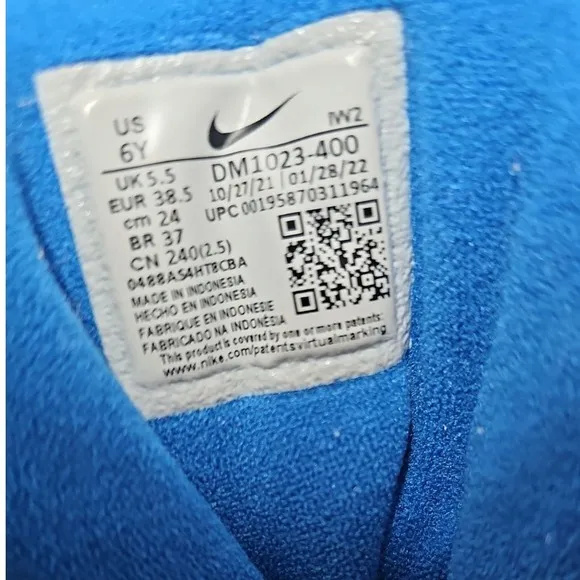 US
6Y
UK 5.5
EUR 38.5
cm 24
BR 37
CN 240(2.5)
0488AS4HT8CBA
IW2
DM1023-400
10/27/21 | 01/28/22
UPC 00195870311964
MADE IN INDONESIA
HECHO EN INDONESIA
FABRIQUE EN INDONESIE
FABRICADO NA INDONÉSIA
This product is covered by one or more patents:
www.nike.com/patentsvirtualmarking